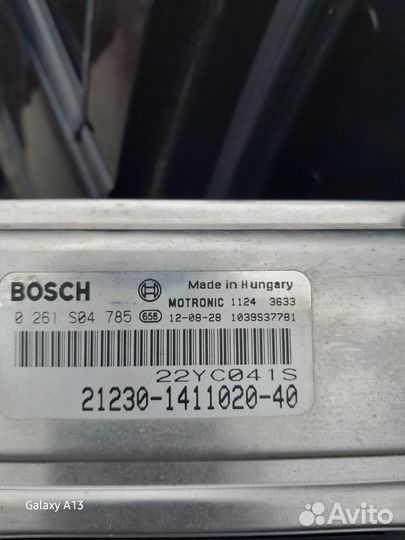 Made in Hungary
BOSCH MOTRONIC 1124 3633
0 261 S04 785 65B 12-08-28 1039S37781
22YC041S
21230-1411020-40
Galaxy A13
Avito